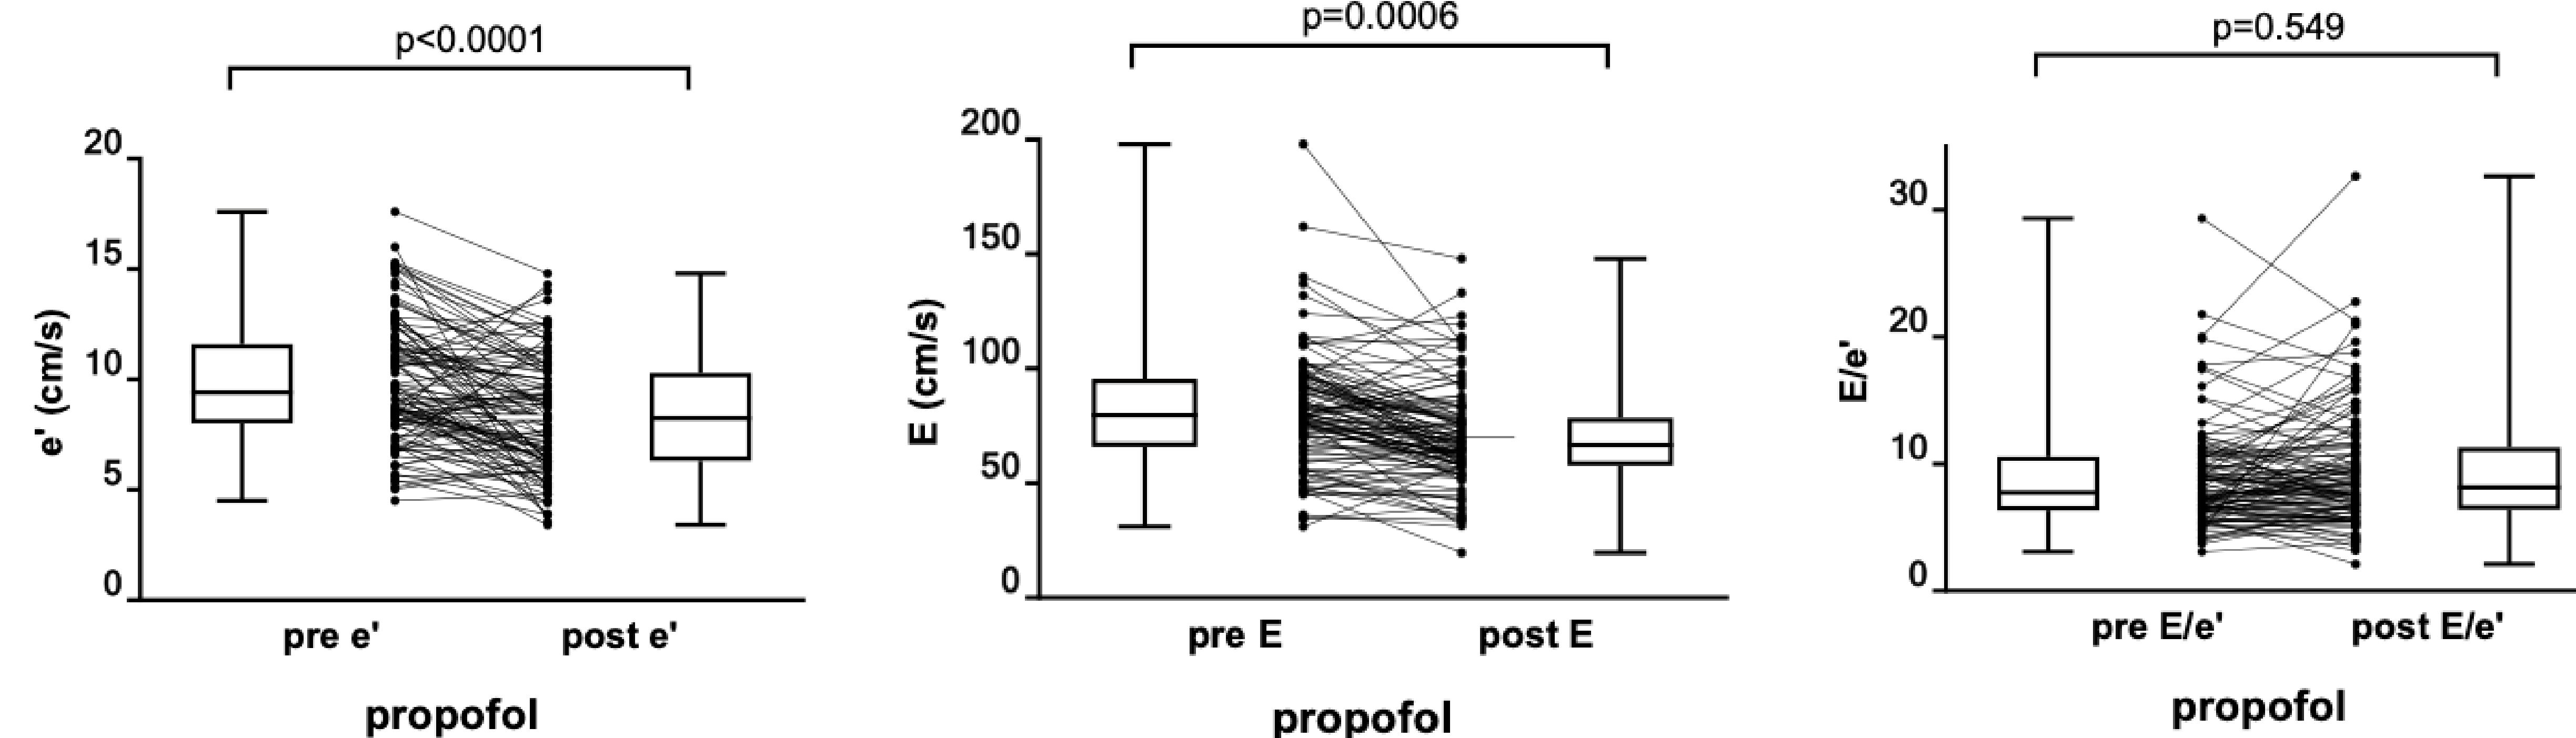 p<0.0001
20
15
10
5
0
e' (cm/s)
pre e' post e'
propofol
p=0.0006
200
150
100
50
0
E (cm/s)
pre E post E
propofol
p=0.549
30
20
10
0
E/e'
pre E/e' post E/e'
propofol